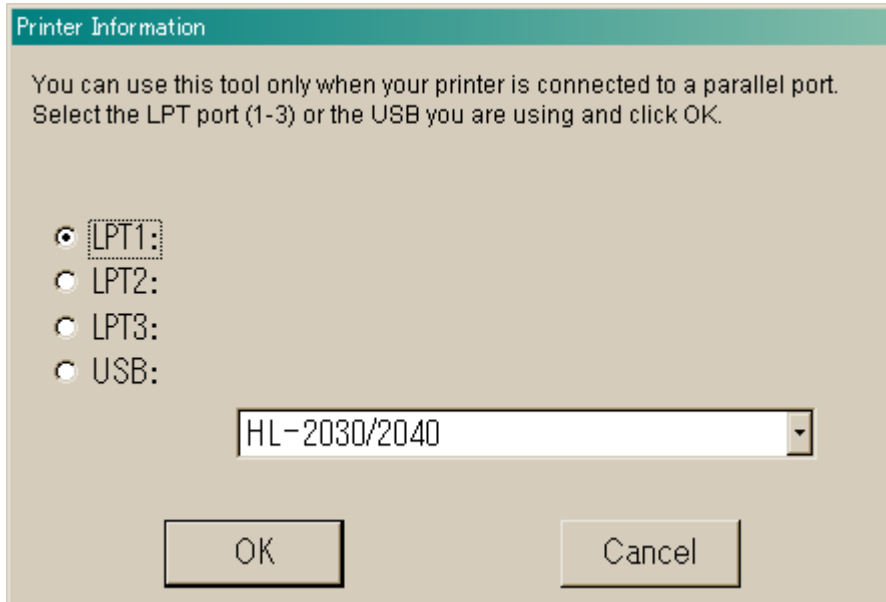 Printer Information
You can use this tool only when your printer is connected to a parallel port.
Select the LPT port (1-3) or the USB you are using and click OK.
LPT1:
LPT2:
LPT3:
USB:
HL-2030/2040
OK Cancel